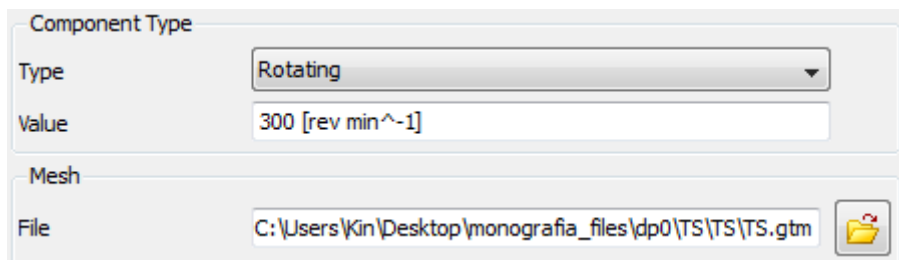 Component Type
Type Rotating
Value 300 [rev min^-1]
Mesh
File C:\Users\Kin\Desktop\monografia_files\dp0\TS\TS\TS.gtm